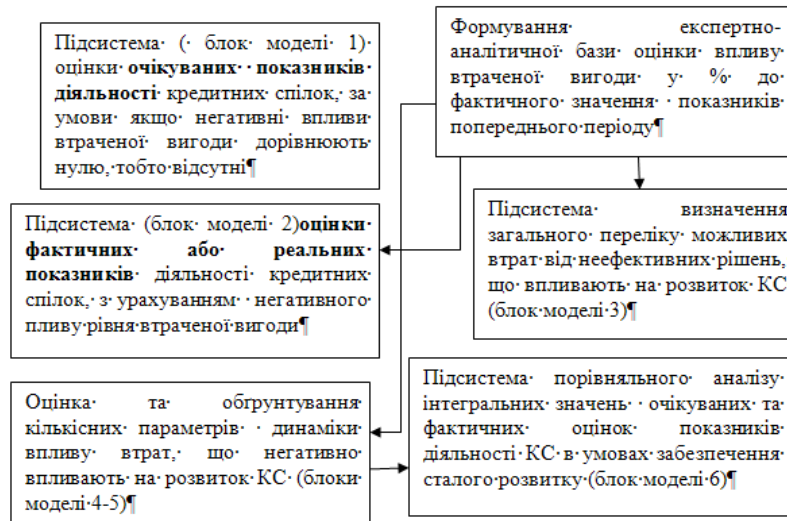 Підсистема ( блок моделі 1)
оцінки очікуваних показників
діяльності кредитних спілок, за
умови якщо негативні впливи
втраченої вигоди дорівнюють
нулю, тобто відсутні¶
Формування експертно-
аналітичної бази оцінки впливу
втраченої вигоди у % до
фактичного значення показників
попереднього періоду¶
Підсистема (блок моделі 2)оцінки
фактичних або реальних
показників діяльності кредитних
спілок, з урахуванням негативного
пливу рівня втраченої вигоди¶
Підсистема визначення
загального переліку можливих
втрат від неефективних рішень,
що впливають на розвиток КС
(блок моделі 3)¶
Оцінка та обґрунтування
кількісних параметрів динаміки
впливу втрат, що негативно
впливають на розвиток КС (блоки
моделі 4-5)¶
Підсистема порівняльного аналізу
інтегральних значень очікуваних та
фактичних оцінок показників
діяльності КС в умовах забезпечення
сталого розвитку (блок моделі 6)¶